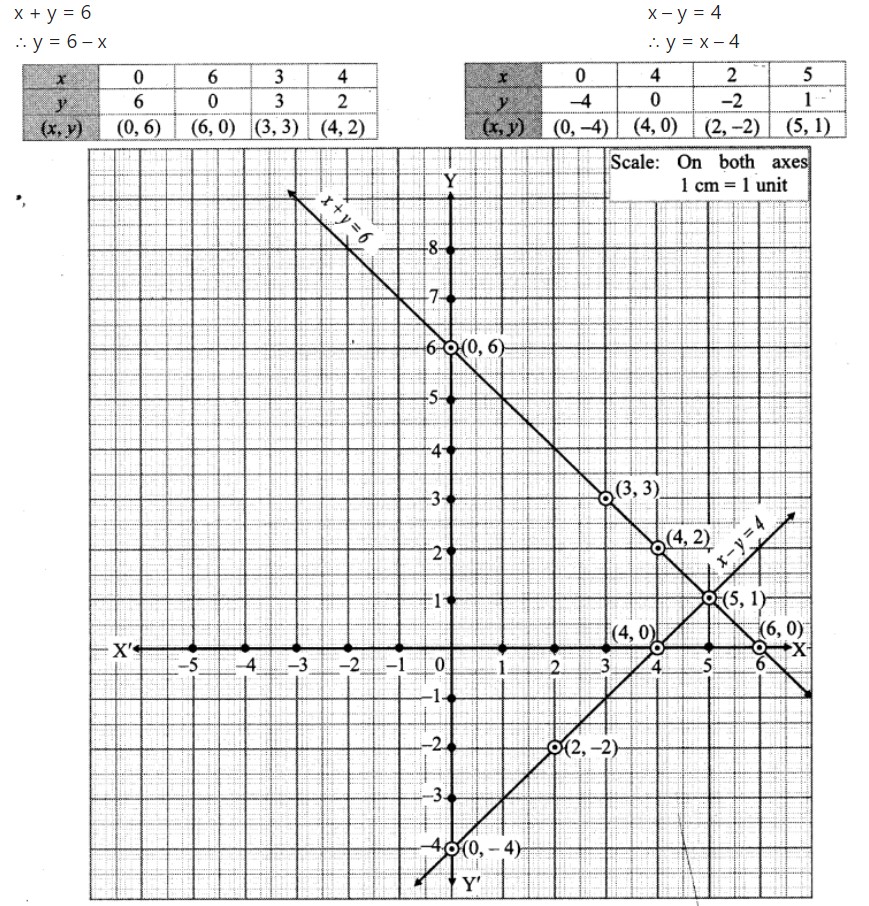 x + y = 6
∴ y = 6 – x
x 0 6 3 4
y 6 0 3 2
(x, y) (0, 6) (6, 0) (3, 3) (4, 2)
x – y = 4
∴ y = x – 4
x 0 4 2 5
y –4 0 –2 1
(x, y) (0, –4) (4, 0) (2, –2) (5, 1)
Scale: On both axes
1 cm = 1 unit
Y
x + y = 6
8
7
6 (0, 6)
5
4
3 (3, 3)
2 (4, 2)
x – y = 4
1 (5, 1)
(4, 0) (6, 0)
X′ X
–5 –4 –3 –2 –1 0 1 2 3 4 5 6
–1
–2 (2, –2)
–3
–4 (0, – 4)
Y′